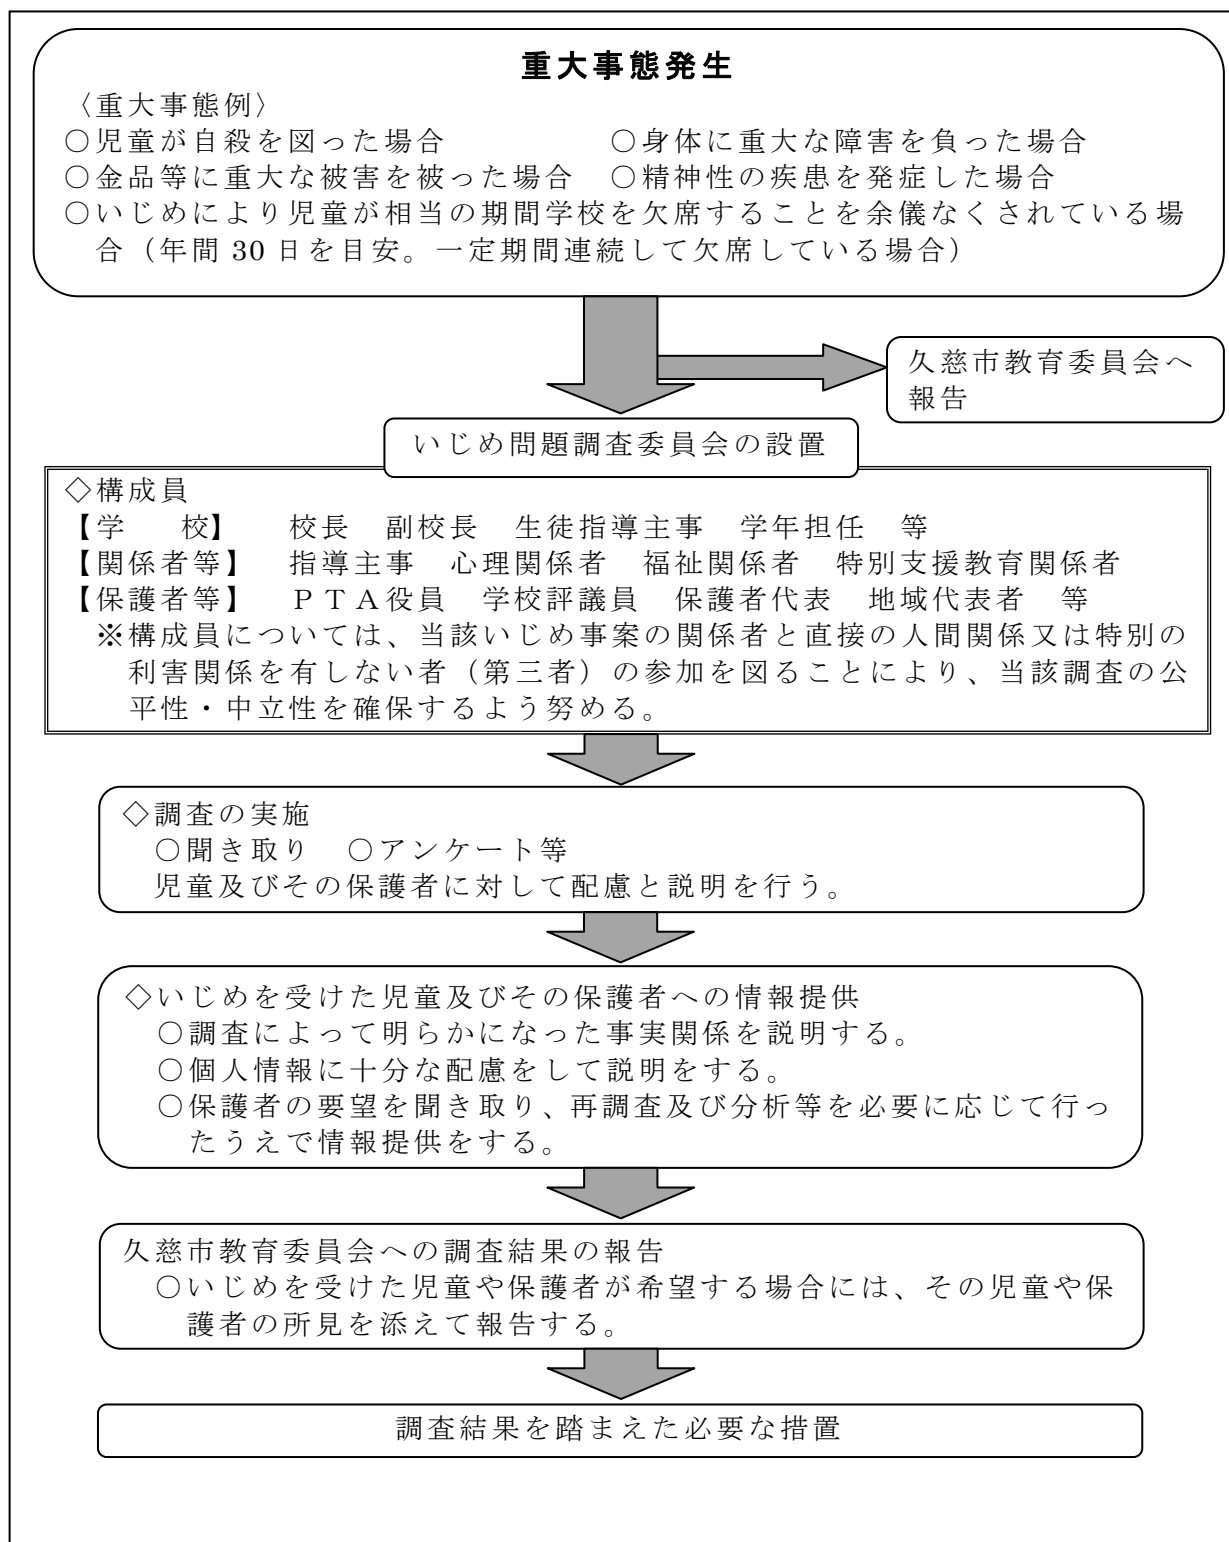 重大事態発生
〈重大事態例〉
○児童が自殺を図った場合　○身体に重大な障害を負った場合
○金品等に重大な被害を被った場合　○精神性の疾患を発症した場合
○いじめにより児童が相当の期間学校を欠席することを余儀なくされている場
合（年間 30 日を目安。一定期間連続して欠席している場合）
久慈市教育委員会へ
報告
いじめ問題調査委員会の設置
◇構成員
【学　　校】　校長　副校長　生徒指導主事　学年担任　等
【関係者等】　指導主事　心理関係者　福祉関係者　特別支援教育関係者
【保護者等】　ＰＴＡ役員　学校評議員　保護者代表　地域代表者　等
※構成員については、当該いじめ事案の関係者と直接の人間関係又は特別の
利害関係を有しない者（第三者）の参加を図ることにより、当該調査の公
平性・中立性を確保するよう努める。
◇調査の実施
○聞き取り　○アンケート等
児童及びその保護者に対して配慮と説明を行う。
◇いじめを受けた児童及びその保護者への情報提供
○調査によって明らかになった事実関係を説明する。
○個人情報に十分な配慮をして説明をする。
○保護者の要望を聞き取り、再調査及び分析等を必要に応じて行っ
たうえで情報提供をする。
久慈市教育委員会への調査結果の報告
○いじめを受けた児童や保護者が希望する場合には、その児童や保
護者の所見を添えて報告する。
調査結果を踏まえた必要な措置